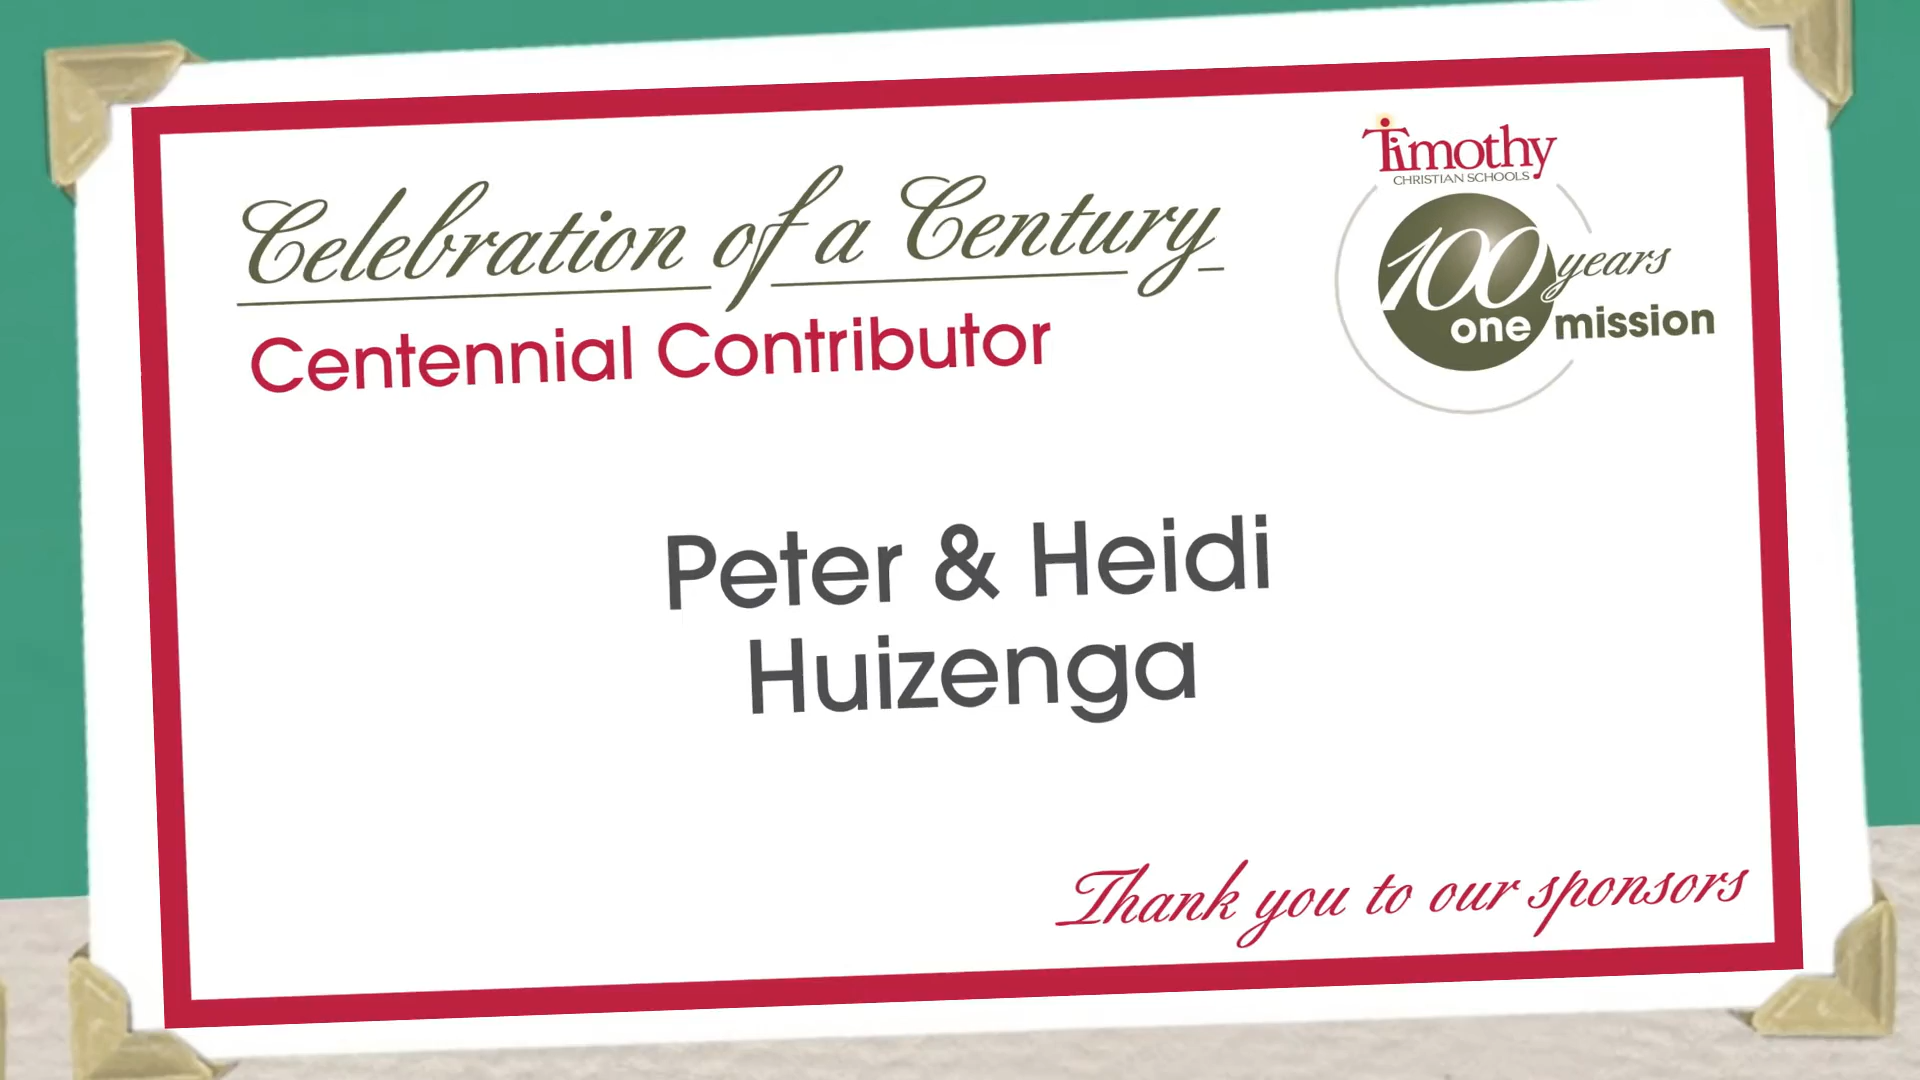 Celebration of a Century
Centennial Contributor
Timothy
CHRISTIAN SCHOOLS
100 years
one mission
Peter & Heidi
Huizenga
Thank you to our sponsors